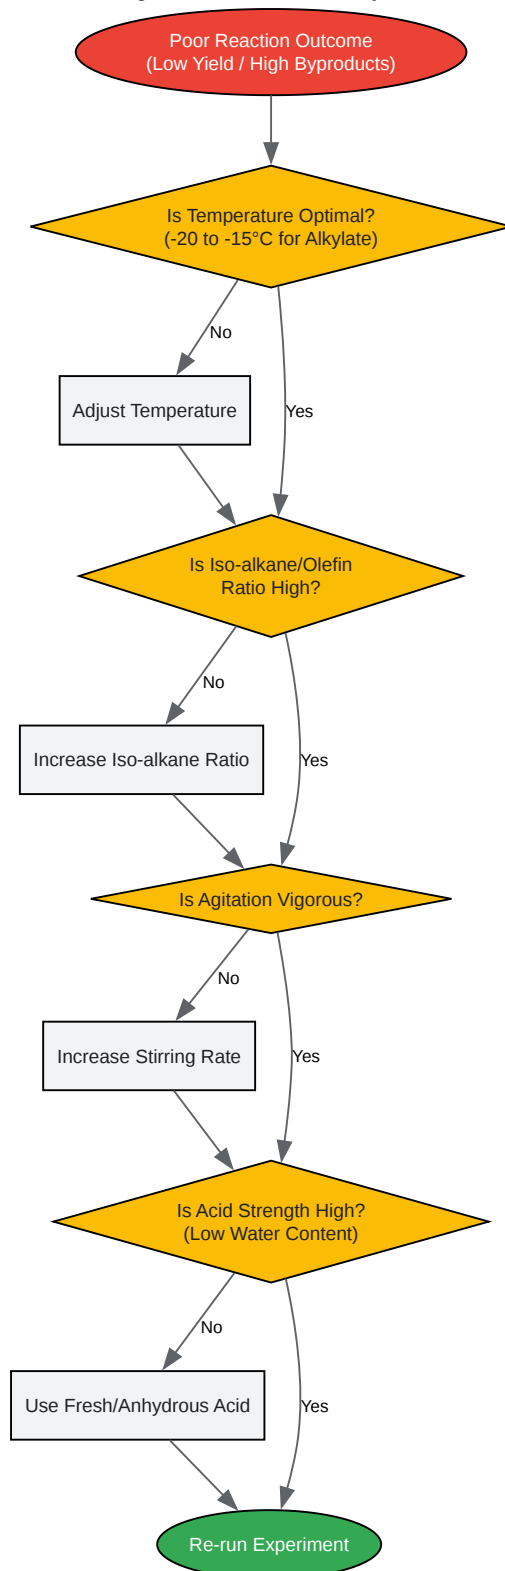 Poor Reaction Outcome
(Low Yield / High Byproducts)
Is Temperature Optimal?
(-20 to -15°C for Alkylate)
No
Adjust Temperature
Yes
Is Iso-alkane/Olefin
Ratio High?
No
Increase Iso-alkane Ratio
Yes
Is Agitation Vigorous?
No
Increase Stirring Rate
Yes
Is Acid Strength High?
(Low Water Content)
No
Use Fresh/Anhydrous Acid
Yes
Re-run Experiment